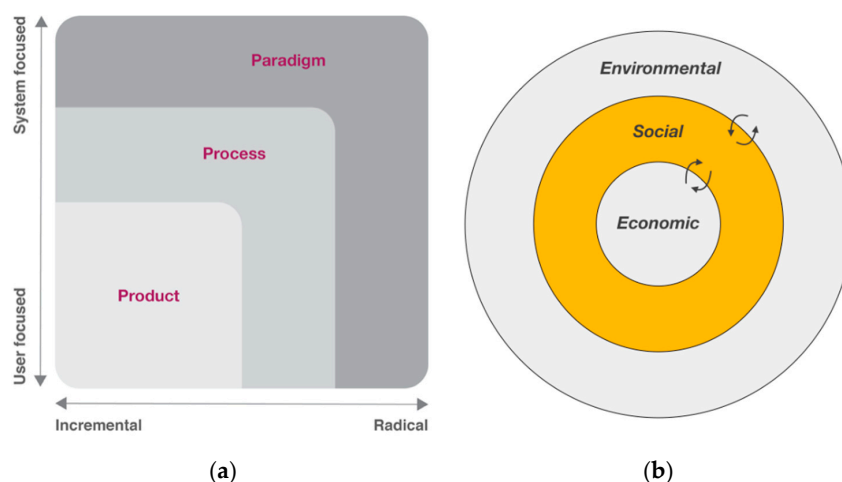 System focused
User focused
Paradigm
Process
Product
Incremental
Radical
(a)
Environmental
Social
Economic
(b)